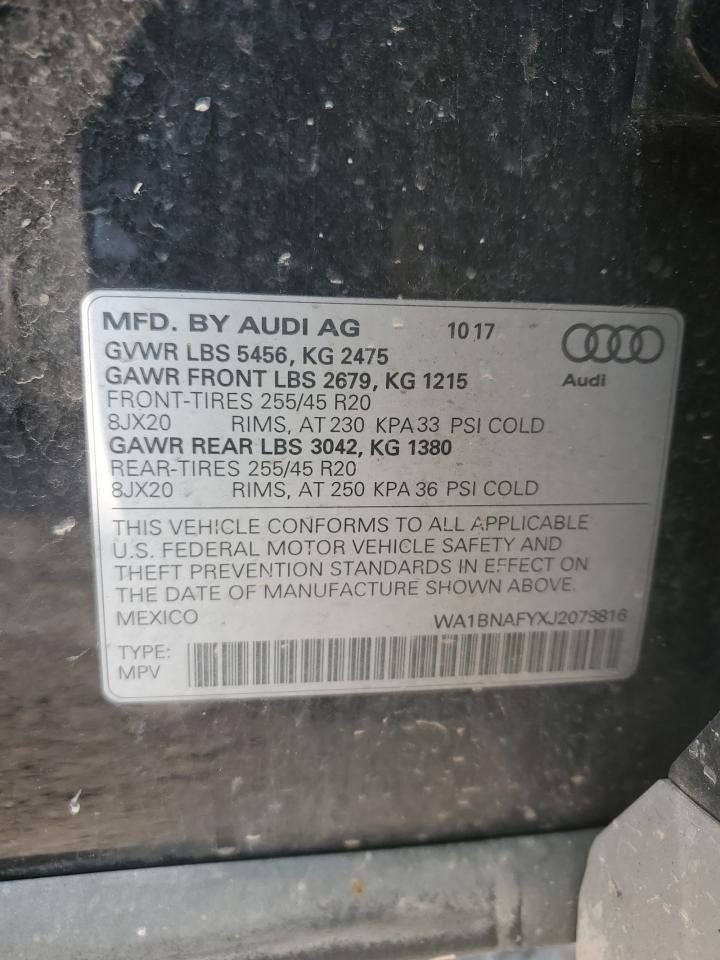 MFD. BY AUDI AG 10 17
GVWR LBS 5456, KG 2475
GAWR FRONT LBS 2679, KG 1215
FRONT-TIRES 255/45 R20
8JX20 RIMS, AT 230 KPA 33 PSI COLD
GAWR REAR LBS 3042, KG 1380
REAR-TIRES 255/45 R20
8JX20 RIMS, AT 250 KPA 36 PSI COLD
Audi
THIS VEHICLE CONFORMS TO ALL APPLICABLE
U.S. FEDERAL MOTOR VEHICLE SAFETY AND
THEFT PREVENTION STANDARDS IN EFFECT ON
THE DATE OF MANUFACTURE SHOWN ABOVE.
MEXICO
TYPE:
MPV